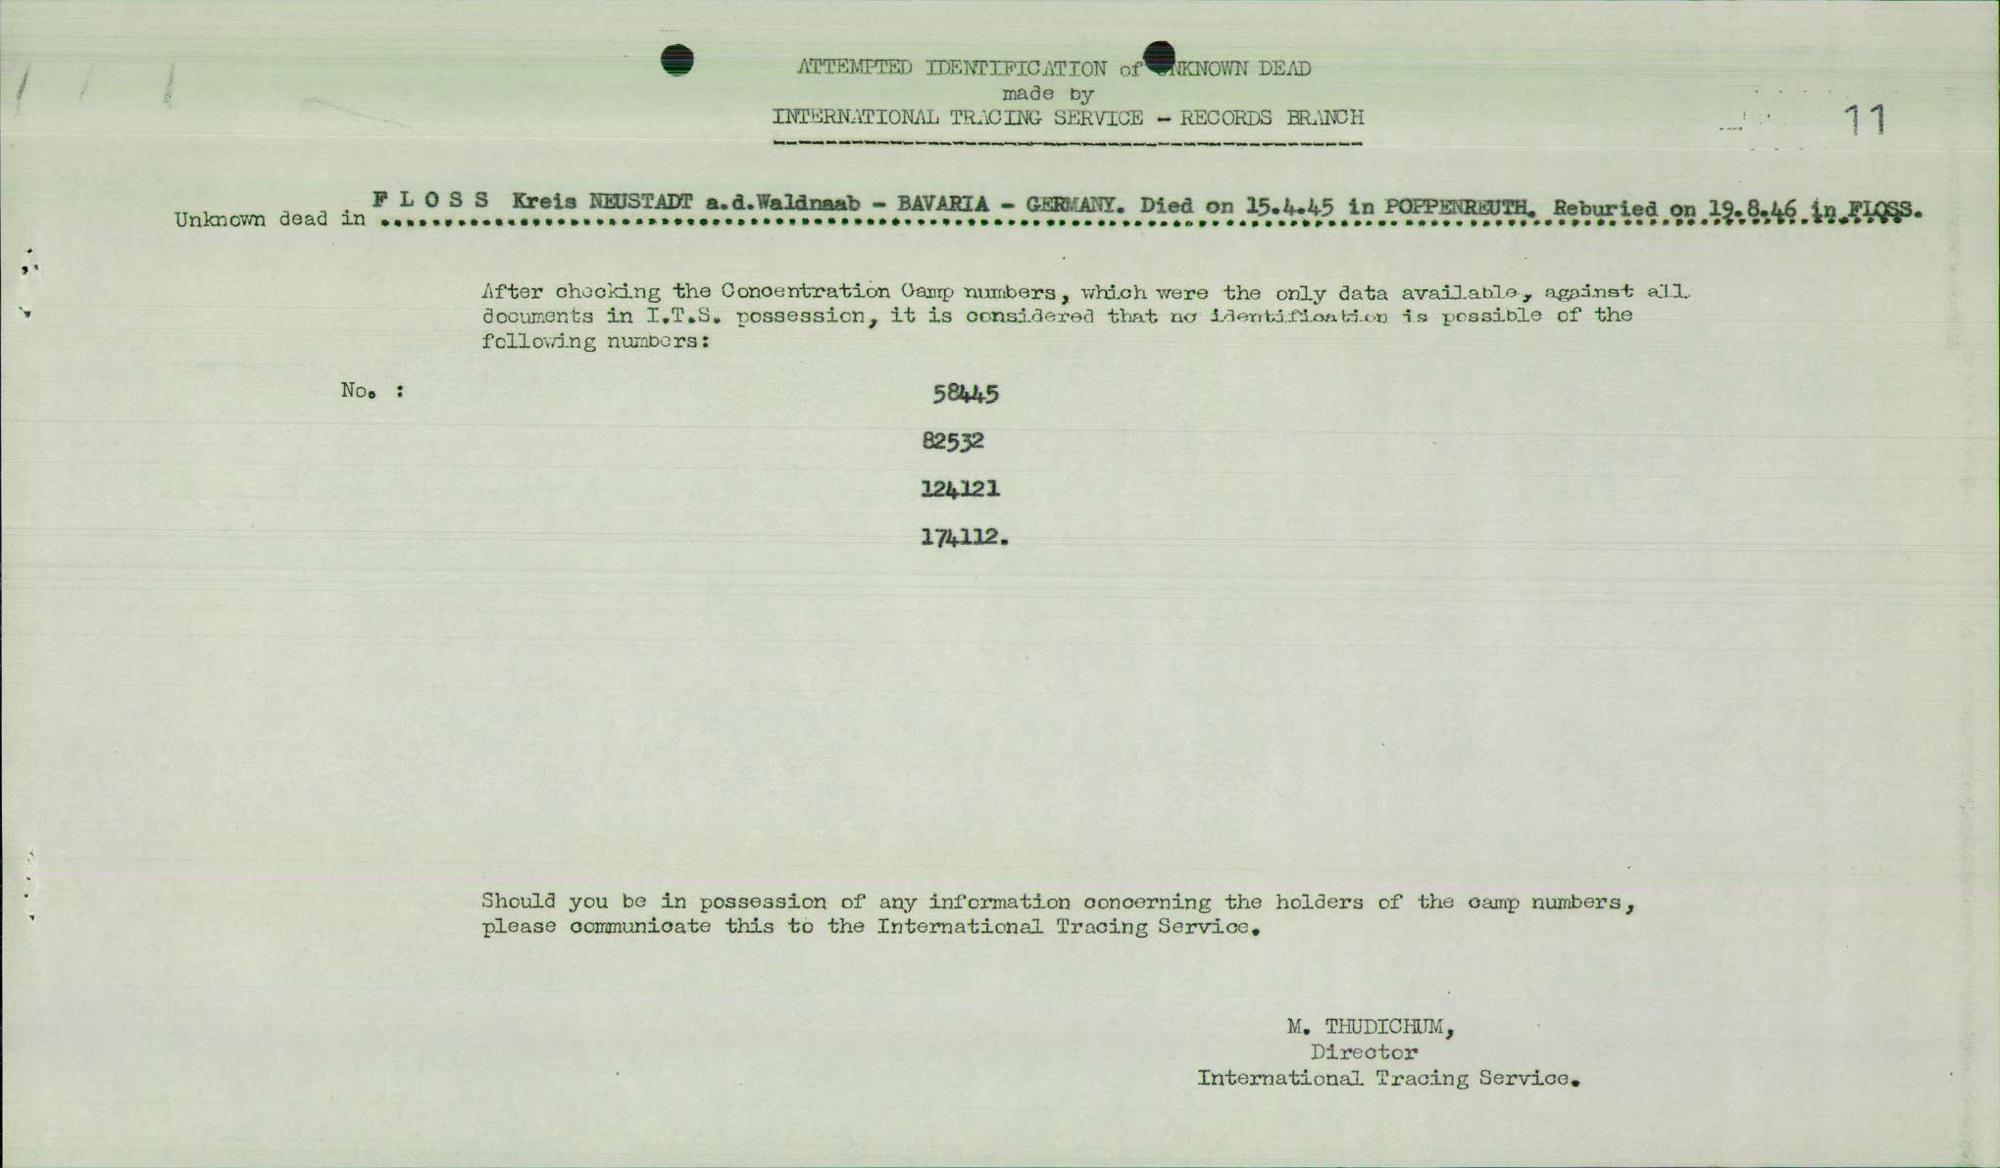 ATTEMPTED IDENTIFICATION of UNKNOWN DEAD
made by
INTERNATIONAL TRACING SERVICE - RECORDS BRANCH
11
F L O S S Kreis NEUSTADT a.d.Waldnaab - BAVARIA - GERMANY. Died on 15.4.45 in POPPENREUTH. Reburied on 19.8.46 in FLOSS.
Unknown dead in
After checking the Concentration Camp numbers, which were the only data available, against all
documents in I.T.S. possession, it is considered that no identification is possible of the
following numbers:
No. :
58445
82532
124121
174112.
Should you be in possession of any information concerning the holders of the camp numbers,
please communicate this to the International Tracing Service.
M. THUDICHUM,
Director
International Tracing Service.